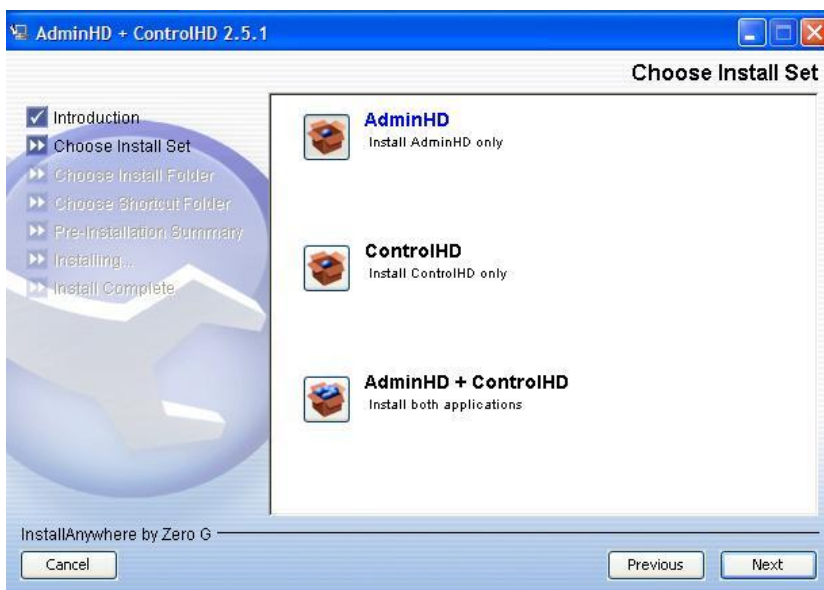 AdminHD + ControlHD 2.5.1
Choose Install Set
Introduction
Choose Install Set
Choose Install Folder
Choose Shortcut Folder
Pre-Installation Summary
Installing...
Install Complete
AdminHD
Install AdminHD only
ControlHD
Install ControlHD only
AdminHD + ControlHD
Install both applications
InstallAnywhere by Zero G
Cancel
Previous
Next